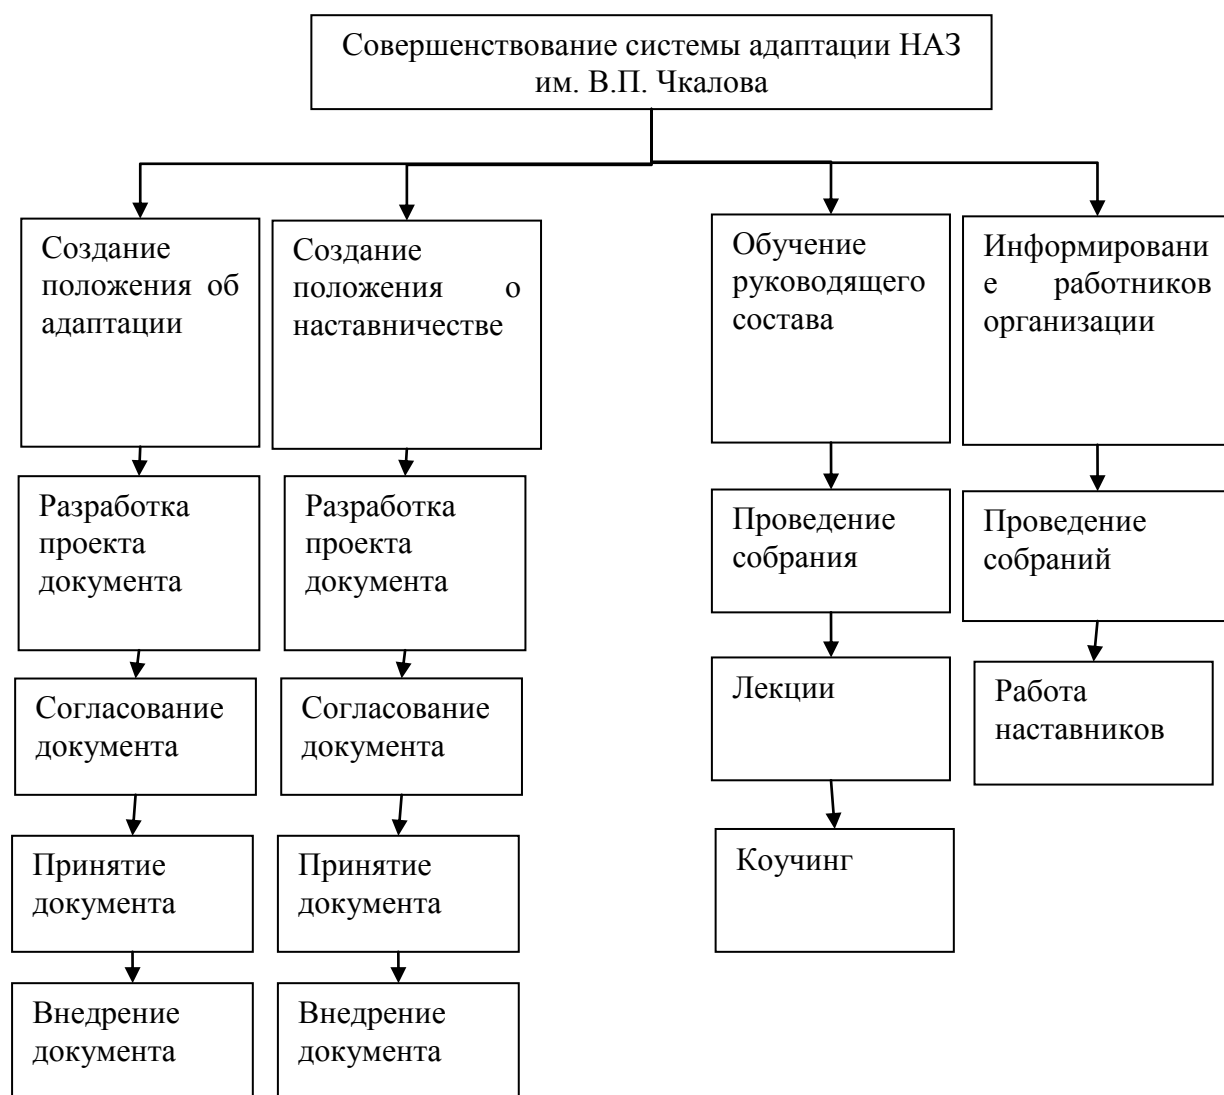 Совершенствование системы адаптации НАЗ
им. В.П. Чкалова
Создание
положения об
адаптации
Создание
положения о
наставничестве
Обучение
руководящего
состава
Информировани
е работников
организации
Разработка
проекта
документа
Разработка
проекта
документа
Проведение
собрания
Проведение
собраний
Согласование
документа
Согласование
документа
Лекции
Работа
наставников
Принятие
документа
Принятие
документа
Коучинг
Внедрение
документа
Внедрение
документа